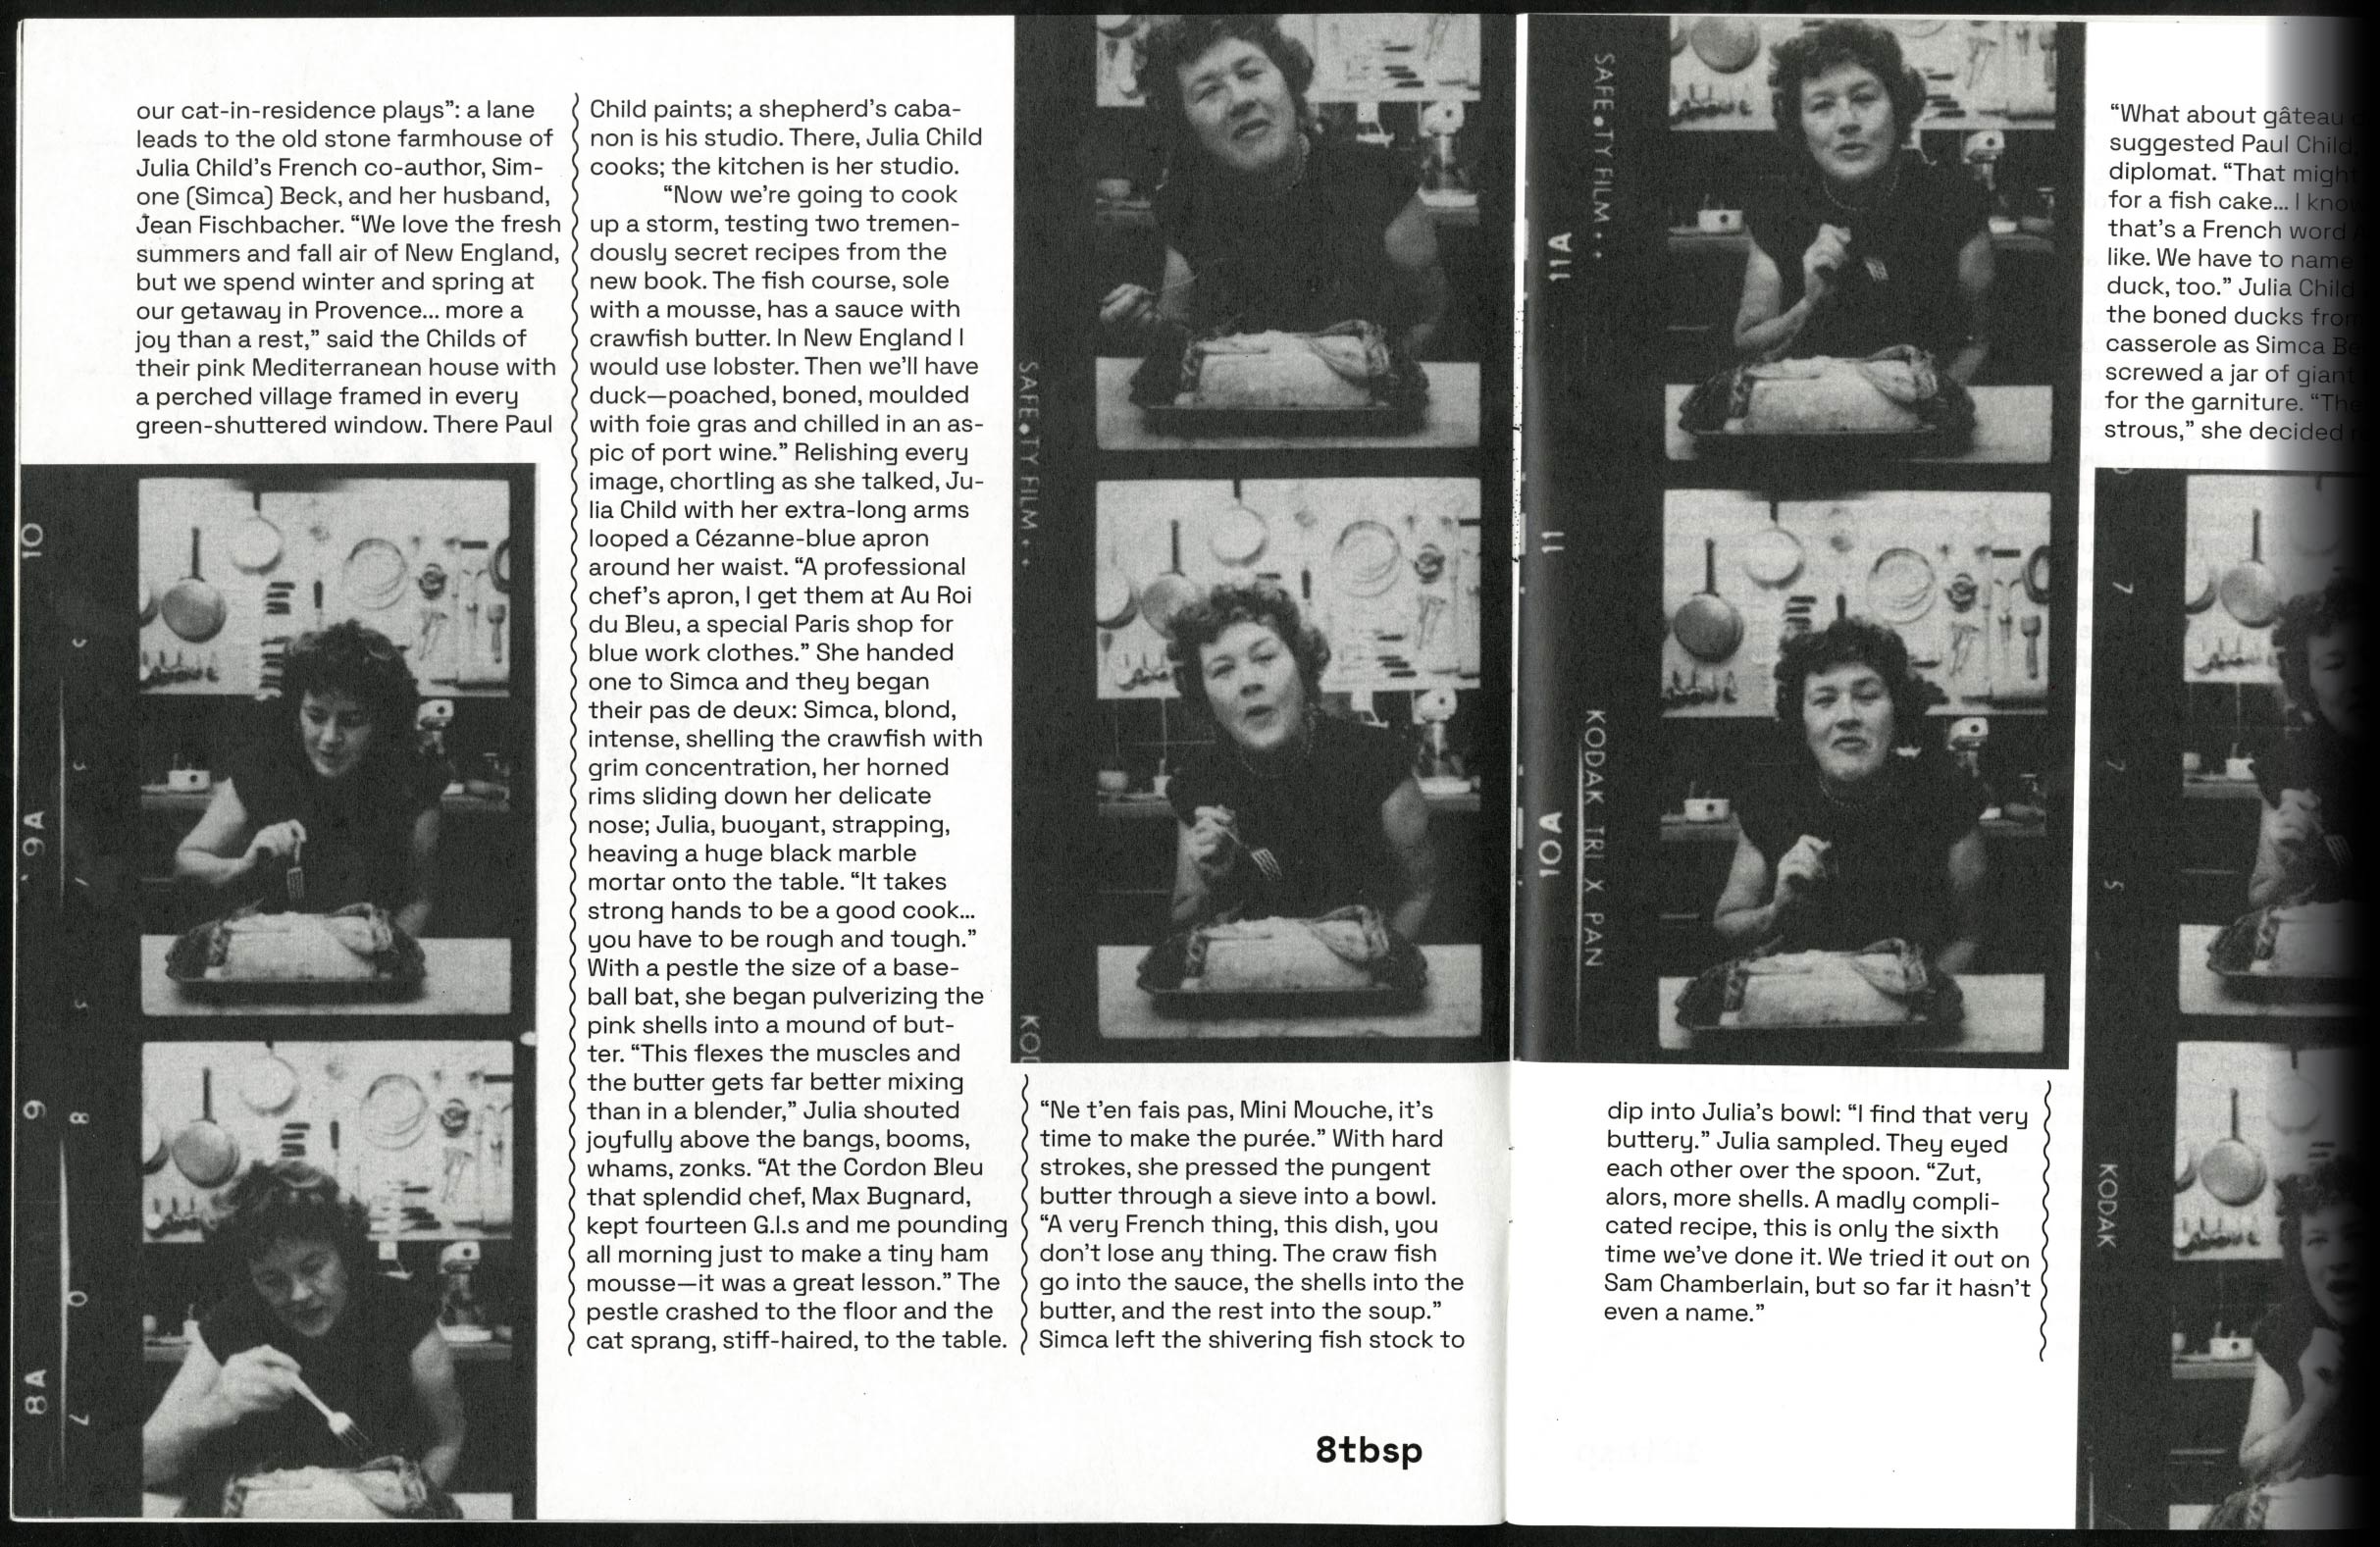 our cat-in-residence plays”: a lane
leads to the old stone farmhouse of
Julia Child’s French co-author, Sim-
one (Simca) Beck, and her husband,
Jean Fischbacher. “We love the fresh
summers and fall air of New England,
but we spend winter and spring at
our getaway in Provence... more a
joy than a rest,” said the Childs of
their pink Mediterranean house with
a perched village framed in every
green-shuttered window. There Paul
10
9A
9
8
8A
Child paints; a shepherd’s caba-
non is his studio. There, Julia Child
cooks; the kitchen is her studio.
“Now we’re going to cook
up a storm, testing two tremen-
dously secret recipes from the
new book. The fish course, sole
with a mousse, has a sauce with
crawfish butter. In New England I
would use lobster. Then we’ll have
duck—poached, boned, moulded
with foie gras and chilled in an as-
pic of port wine.” Relishing every
image, chortling as she talked, Ju-
lia Child with her extra-long arms
looped a Cézanne-blue apron
around her waist. “A professional
chef’s apron, I get them at Au Roi
du Bleu, a special Paris shop for
blue work clothes.” She handed
one to Simca and they began
their pas de deux: Simca, blond,
intense, shelling the crawfish with
grim concentration, her horned
rims sliding down her delicate
nose; Julia, buoyant, strapping,
heaving a huge black marble
mortar onto the table. “It takes
strong hands to be a good cook...
you have to be rough and tough.”
With a pestle the size of a base-
ball bat, she began pulverizing the
pink shells into a mound of but-
ter. “This flexes the muscles and
the butter gets far better mixing
than in a blender,” Julia shouted
joyfully above the bangs, booms,
whams, zonks. “At the Cordon Bleu
that splendid chef, Max Bugnard,
kept fourteen G.I.s and me pounding
all morning just to make a tiny ham
mousse—it was a great lesson.” The
pestle crashed to the floor and the
cat sprang, stiff-haired, to the table.
SAFE•TY FILM
“Ne t’en fais pas, Mini Mouche, it’s
time to make the purée.” With hard
strokes, she pressed the pungent
butter through a sieve into a bowl.
“A very French thing, this dish, you
don’t lose any thing. The craw fish
go into the sauce, the shells into the
butter, and the rest into the soup.”
Simca left the shivering fish stock to
8tbsp
SAFE•TY FILM
11A
11
KODAK TRI X PAN
10A
dip into Julia’s bowl: “I find that very
buttery.” Julia sampled. They eyed
each other over the spoon. “Zut,
alors, more shells. A madly compli-
cated recipe, this is only the sixth
time we’ve done it. We tried it out on
Sam Chamberlain, but so far it hasn’t
even a name.”
“What about gâteau
suggested Paul Child,
diplomat. “That might
for a fish cake... I know
that’s a French word
like. We have to name
duck, too.” Julia Child
the boned ducks from
casserole as Simca
screwed a jar of giant
for the garniture. “The
strous,” she decided
7
5
KODAK